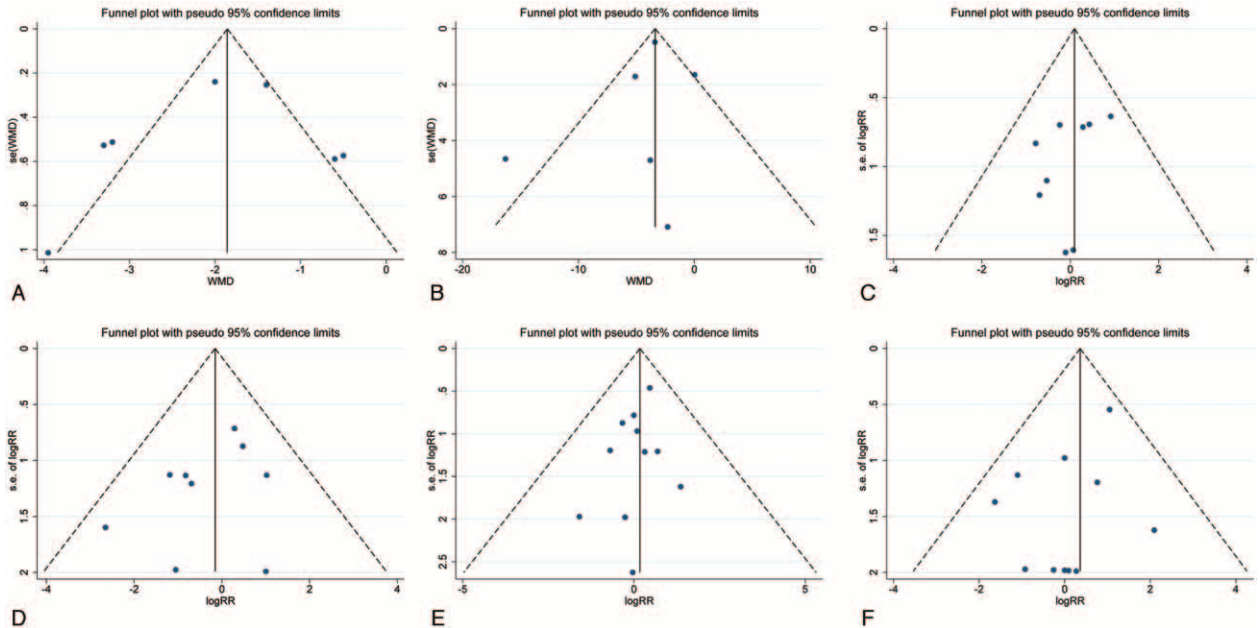 Funnel plot with pseudo 95% confidence limits
0
.2
.4
.6
.8
1
se(WMD)
-4
-3
-2
-1
0
WMD
A
Funnel plot with pseudo 95% confidence limits
0
2
4
6
8
se(WMD)
-20
-10
0
10
WMD
B
Funnel plot with pseudo 95% confidence limits
0
.5
1
1.5
s.e. of logRR
-4
-2
0
2
4
logRR
C
Funnel plot with pseudo 95% confidence limits
0
.5
1
1.5
2
s.e. of logRR
-4
-2
0
2
4
logRR
D
Funnel plot with pseudo 95% confidence limits
0
.5
1
1.5
2
2.5
s.e. of logRR
-5
0
5
logRR
E
Funnel plot with pseudo 95% confidence limits
0
.5
1
1.5
2
s.e. of logRR
-4
-2
0
2
4
logRR
F